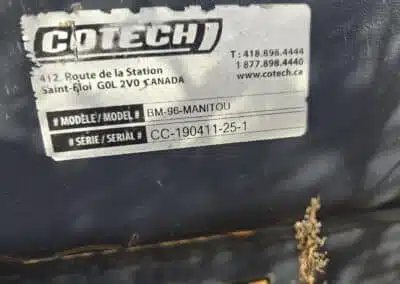 COTECH
T : 418.898.4444
1 877.898.4440
www.cotech.ca
412, Route de la Station
Saint-Éloi G0L 2V0 CANADA
# MODÈLE / MODEL # BM-96-MANITOU
# SÉRIE / SERIAL # CC-190411-25-1